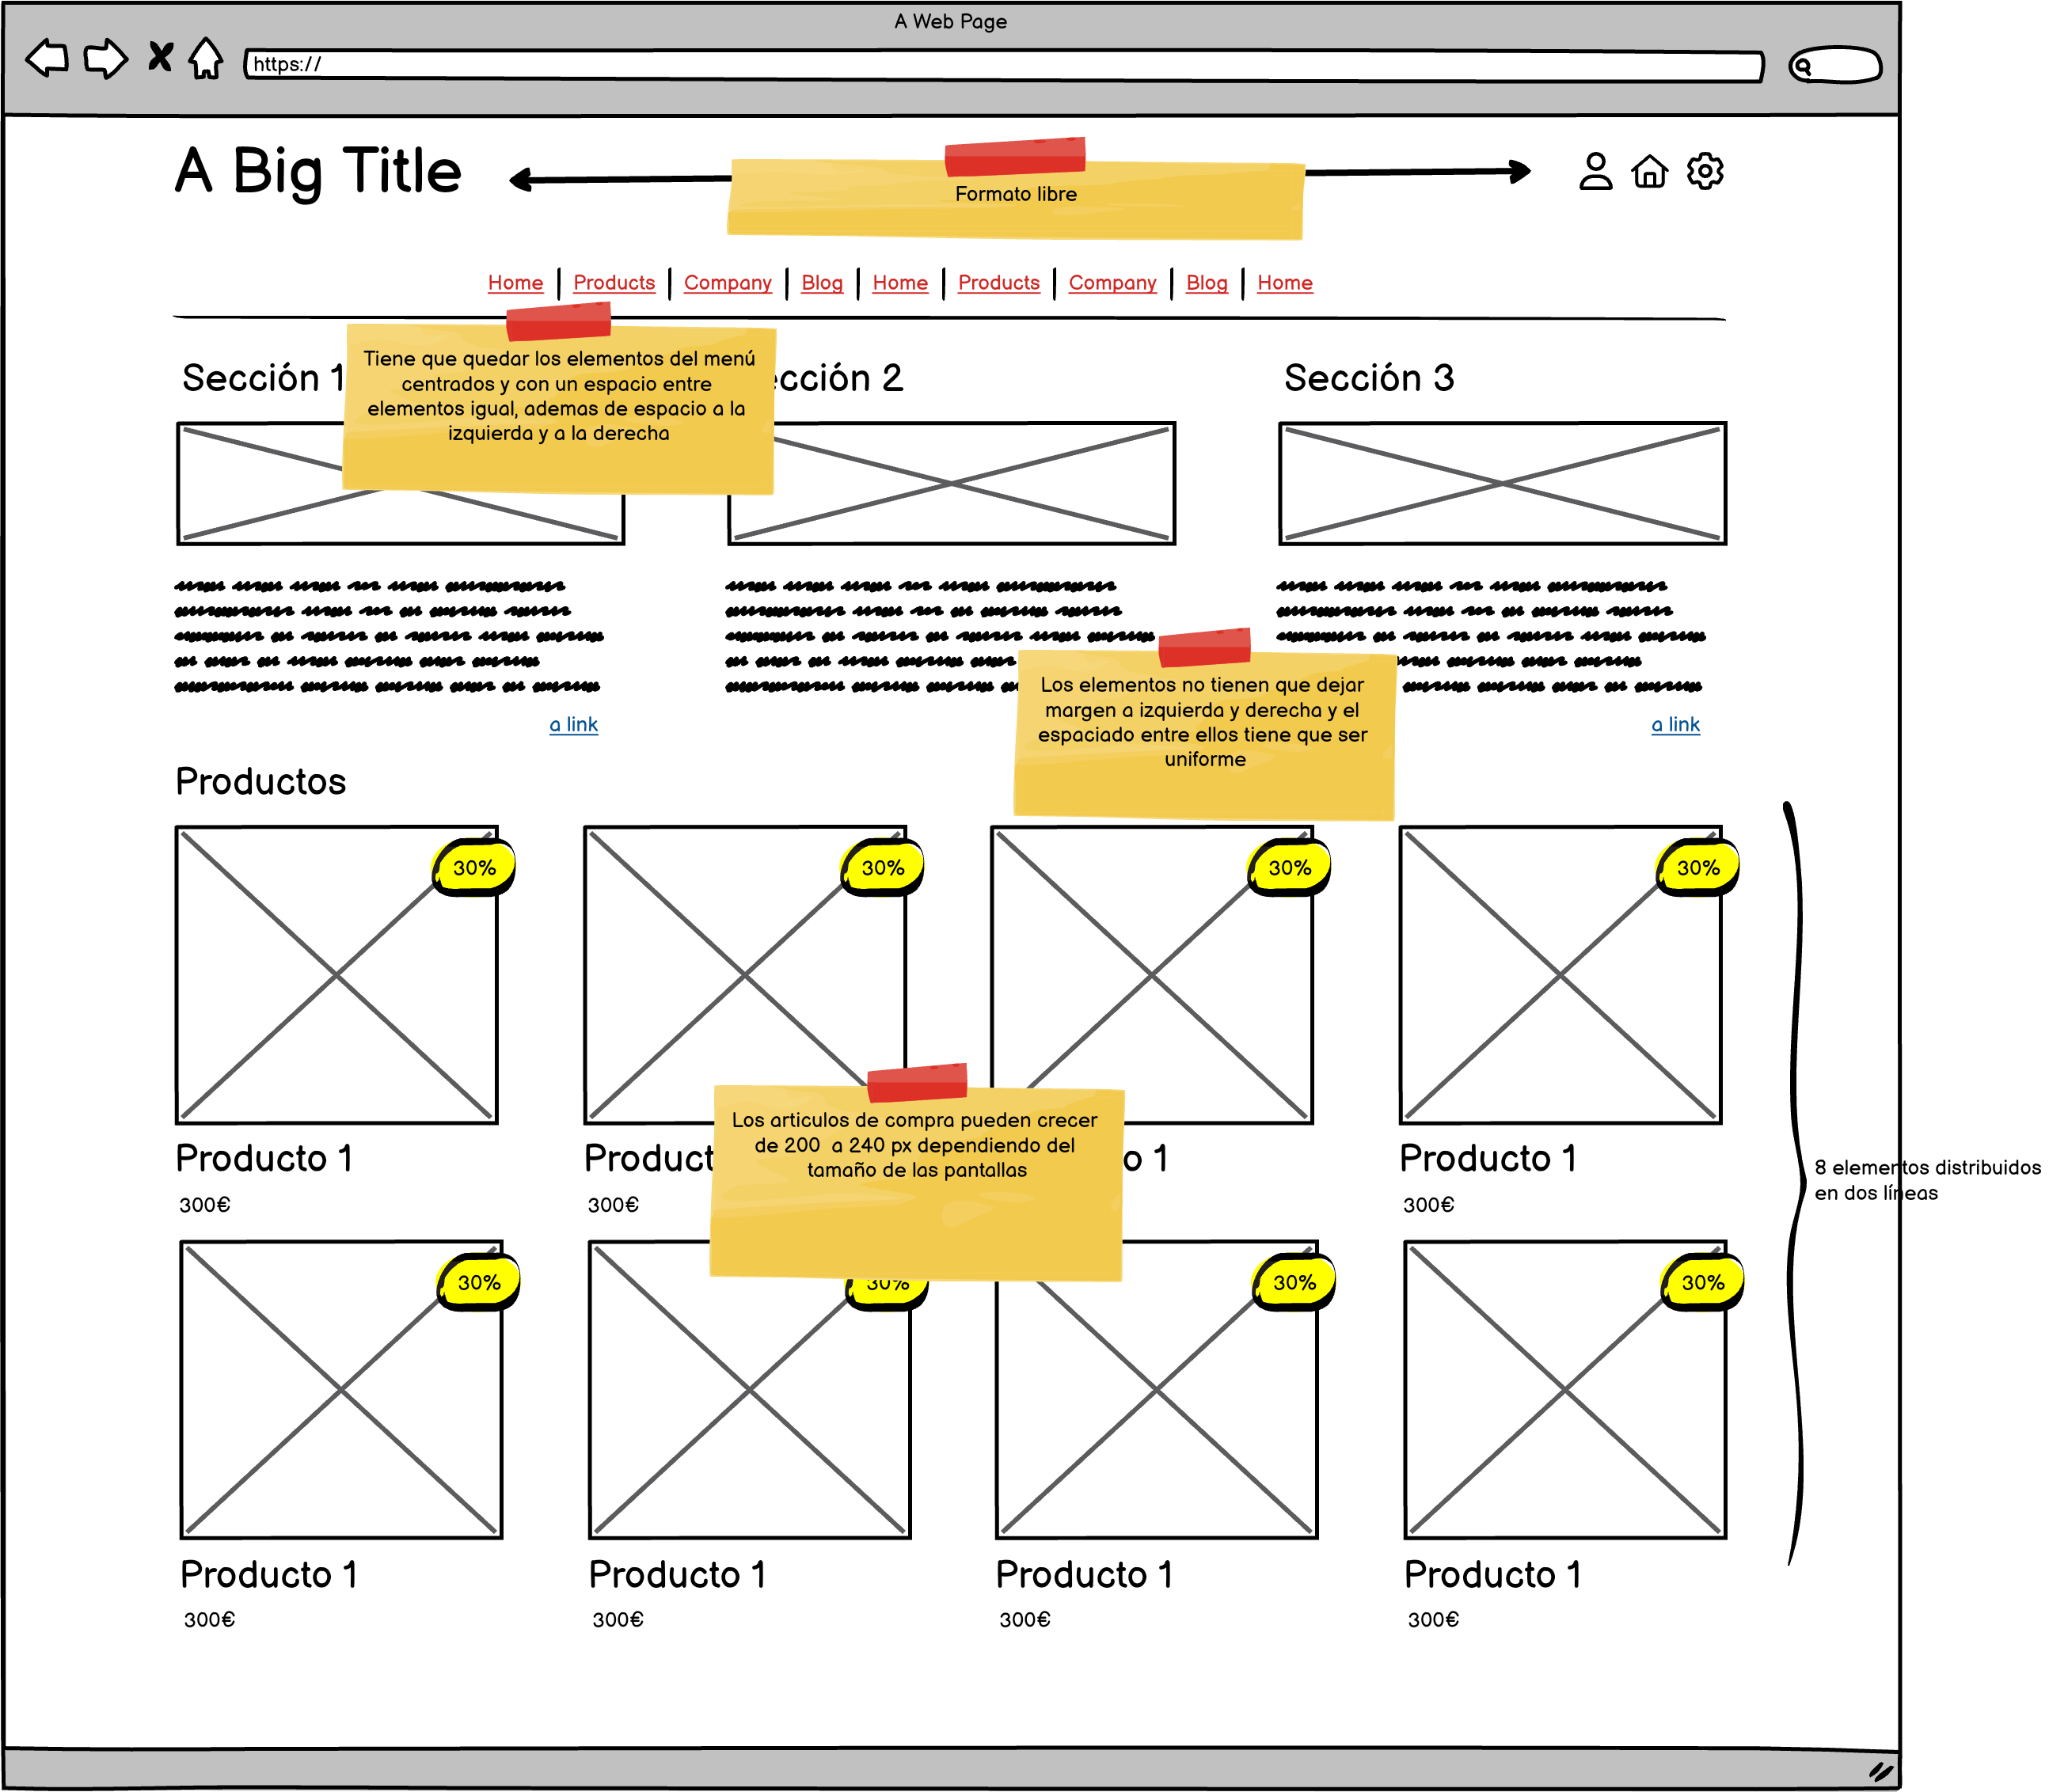 A Web Page
https://
A Big Title
Formato libre
Home Products Company Blog Home Products Company Blog Home
Tiene que quedar los elementos del menú
centrados y con un espacio entre
elementos igual, ademas de espacio a la
izquierda y a la derecha
Sección 1
cción 2
Sección 3
a link
Los elementos no tienen que dejar
margen a izquierda y derecha y el
espaciado entre ellos tiene que ser
uniforme
a link
Productos
30% 30% 30% 30%
Los articulos de compra pueden crecer
de 200 a 240 px dependiendo del
tamaño de las pantallas
Producto 1 Product o 1 Producto 1
300€ 300€ 300€
8 elementos distribuidos
en dos líneas
30% 30% 30% 30%
Producto 1 Producto 1 Producto 1 Producto 1
300€ 300€ 300€ 300€